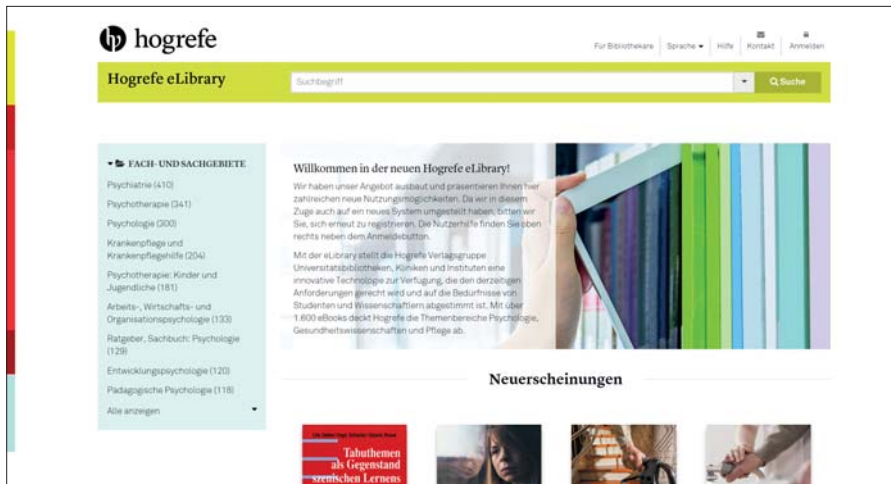 hogrefe
Für Bibliothekare Sprache Hilfe Kontakt Anmelden
Hogrefe eLibrary
Suchbegriff
Suche
FACH- UND SACHGEBIETE
Psychiatrie (410)
Psychotherapie (341)
Psychologie (300)
Krankenpflege und
Krankenpflegehilfe (204)
Psychotherapie: Kinder und
Jugendliche (181)
Arbeits-, Wirtschafts- und
Organisationspsychologie (133)
Ratgeber, Sachbuch: Psychologie
(129)
Entwicklungspsychologie (120)
Pädagogische Psychologie (118)
Alle anzeigen
Willkommen in der neuen Hogrefe eLibrary!
Wir haben unser Angebot ausbaut und präsentieren Ihnen hier
zahlreichen neue Nutzungsmöglichkeiten. Da wir in diesem
Zuge auch auf ein neues System umgestellt haben, bitten wir
Sie, sich erneut zu registrieren. Die Nutzerhilfe finden Sie oben
rechts neben dem Anmeldebutton.
Mit der eLibrary stellt die Hogrefe Verlagsgruppe
Universitätsbibliotheken, Kliniken und Instituten eine
innovative Technologie zur Verfügung, die den derzeitigen
Anforderungen gerecht wird und auf die Bedürfnisse von
Studenten und Wissenschaftlern abgestimmt ist. Mit über
1.600 eBooks deckt Hogrefe die Themenbereiche Psychologie,
Gesundheitswissenschaften und Pflege ab.
Neuerscheinungen
Tabuthemen
als Gegenstand
szenischen Lernens